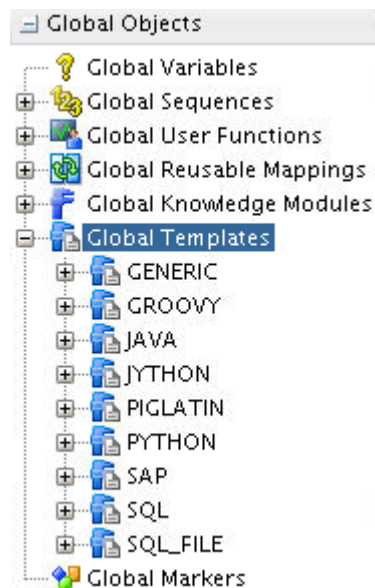 Global Objects
Global Variables
Global Sequences
Global User Functions
Global Reusable Mappings
Global Knowledge Modules
Global Templates
GENERIC
GROOVY
JAVA
JYTHON
PIGLATIN
PYTHON
SAP
SQL
SQL_FILE
Global Markers